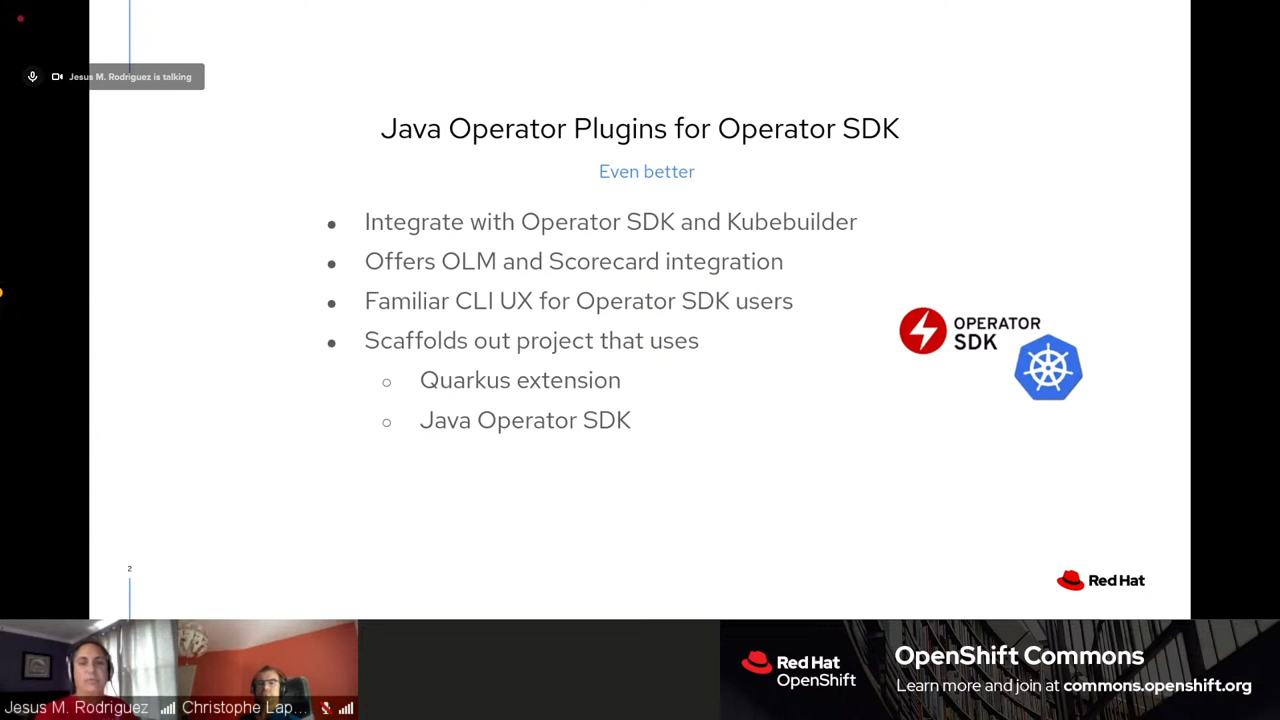 Jesus M. Rodriguez is talking
Java Operator Plugins for Operator SDK
Even better
● Integrate with Operator SDK and Kubebuilder
● Offers OLM and Scorecard integration
● Familiar CLI UX for Operator SDK users
● Scaffolds out project that uses
○ Quarkus extension
○ Java Operator SDK
OPERATOR
SDK
2
Red Hat
Jesus M. Rodriguez
Christophe Lap...
Red Hat
OpenShift
OpenShift Commons
Learn more and join at commons.openshift.org